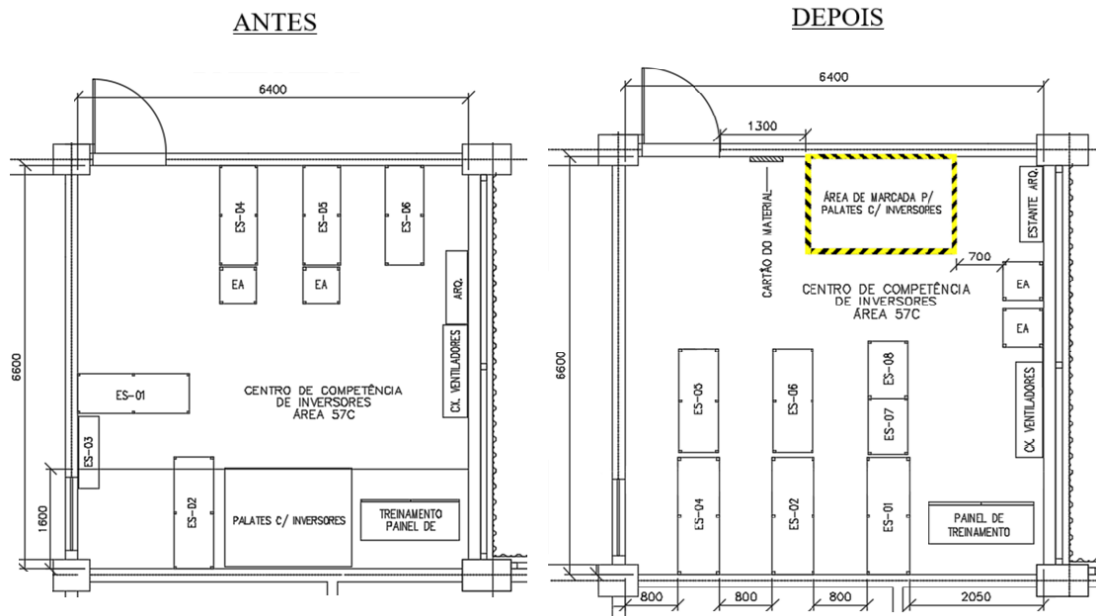 ANTES
6400
ES-04
ES-05
ES-06
EA
EA
ARQ.
CX. VENTILADORES
6600
ES-01
CENTRO DE COMPETÊNCIA
DE INVERSORES
ÁREA 57C
ES-03
1600
ES-02
PALATES C/ INVERSORES
TREINAMENTO
PAINEL DE
DEPOIS
6400
1300
CARTÃO DO MATERIAL
ÁREA DE MARCADA P/
PALATES C/ INVERSORES
ESTANTE ARQ.
700
CENTRO DE COMPETÊNCIA
DE INVERSORES
ÁREA 57C
EA
EA
6600
ES-05
ES-06
ES-08
ES-07
CX. VENTILADORES
ES-04
ES-02
ES-01
PAINEL DE
TREINAMENTO
800
800
800
2050